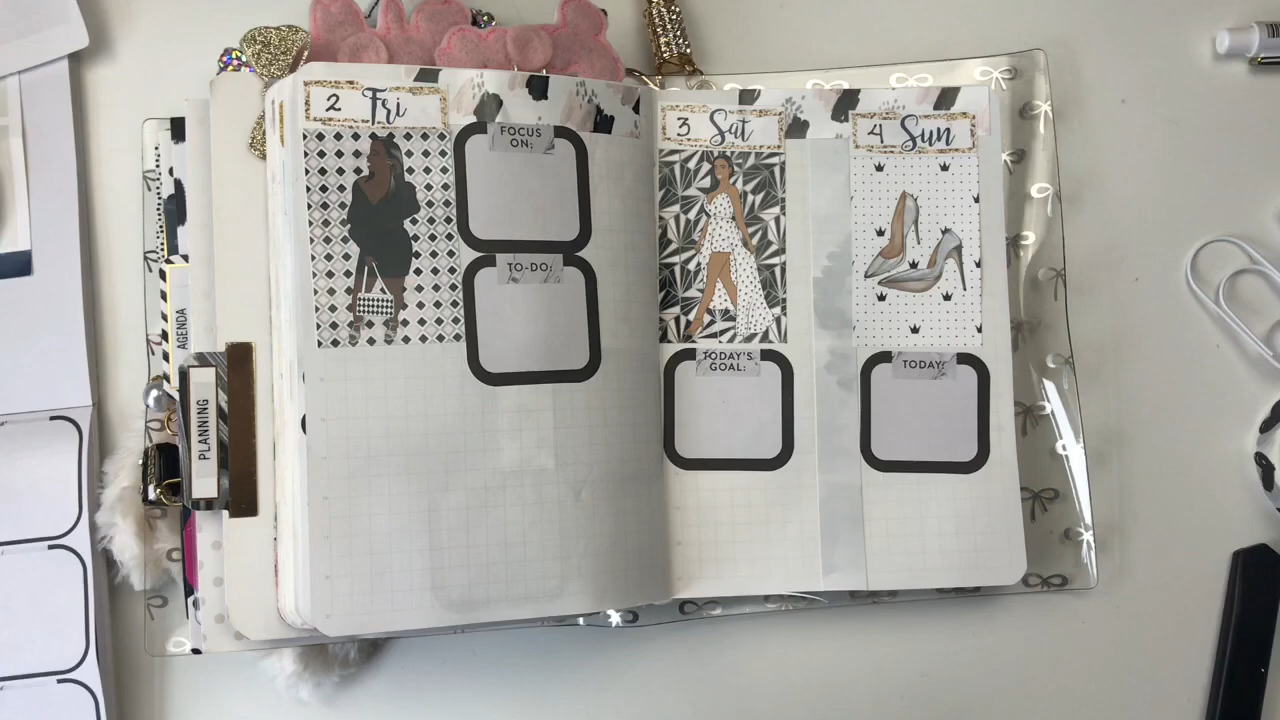 2 Fri
FOCUS
ON:
TO-DO:
3 Sat
TODAY'S
GOAL:
4 Sun
TODAY:
AGENDA
PLANNING